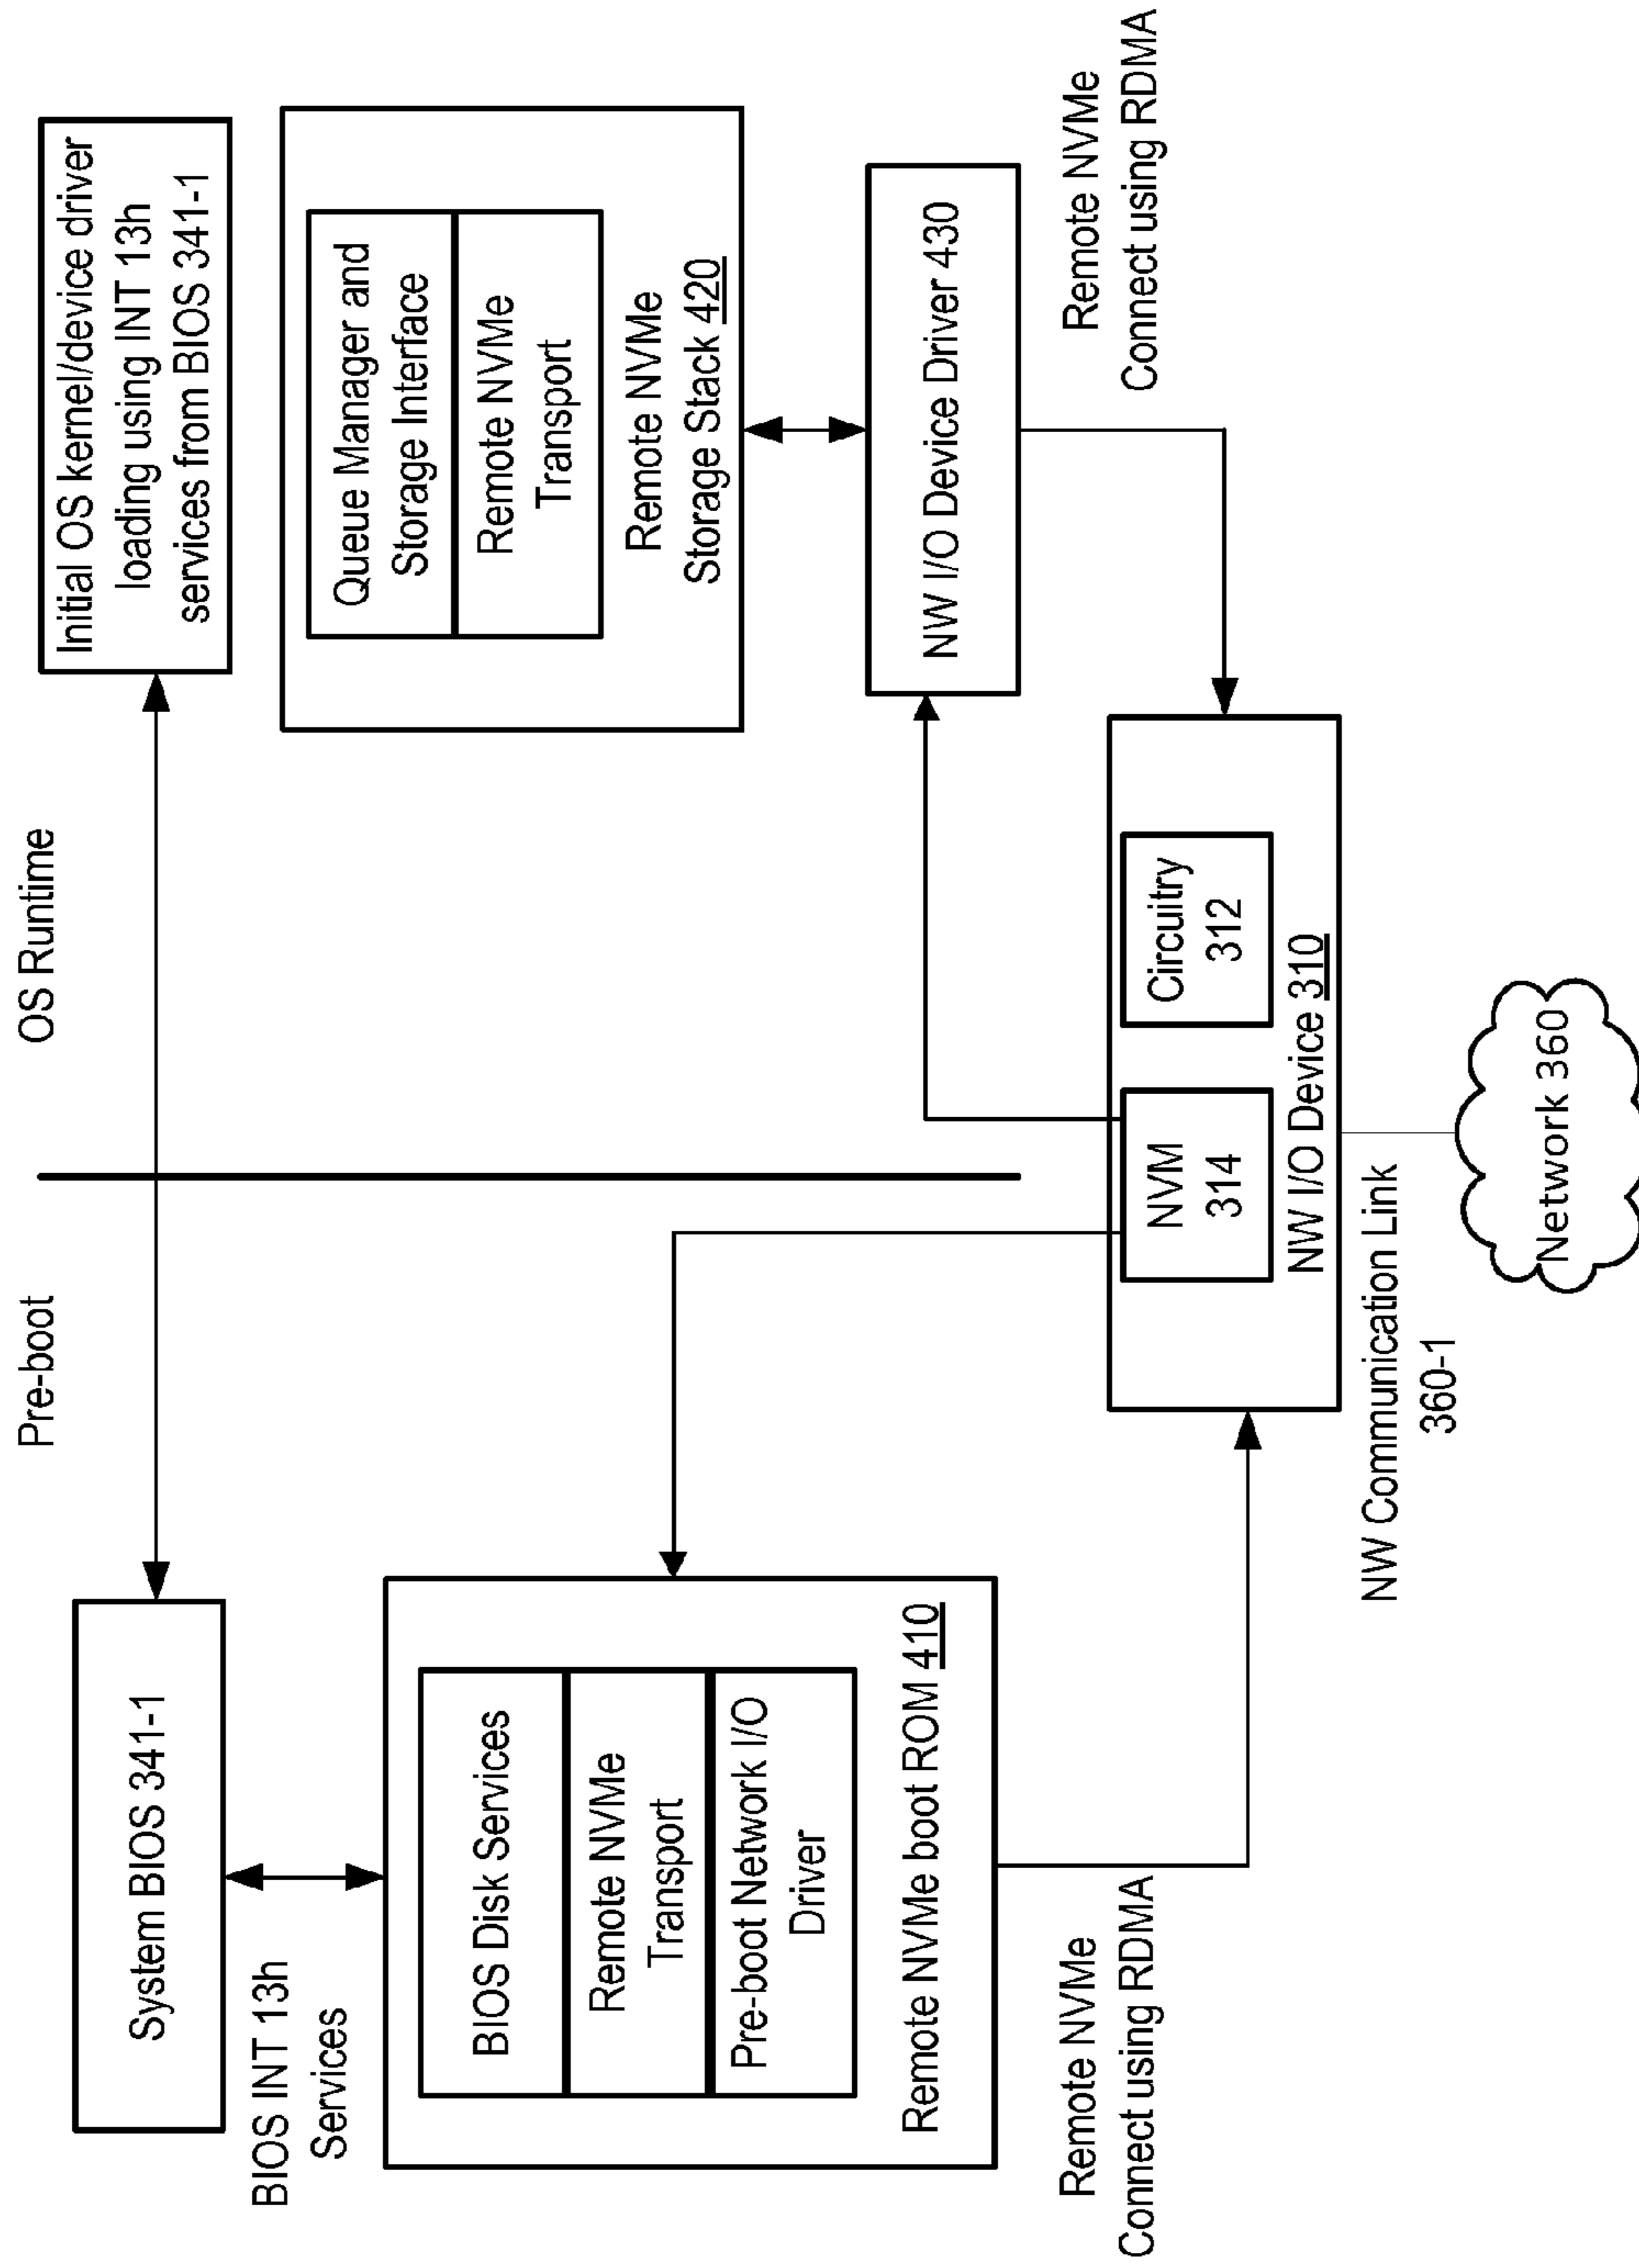 Pre-boot
OS Runtime
System BIOS 341-1
Initial OS kernel/device driver
loading using INT 13h
services from BIOS 341-1
BIOS INT 13h
Services
BIOS Disk Services
Remote NVMe
Transport
Pre-boot Network I/O
Driver
Remote NVMe boot ROM 410
Queue Manager and
Storage Interface
Remote NVMe
Transport
Remote NVMe
Storage Stack 420
NW I/O Device Driver 430
Remote NVMe
Connect using RDMA
Remote NVMe
Connect using RDMA
NVM
314
Circuitry
312
NW I/O Device 310
NW Communication Link
360-1
Network 360